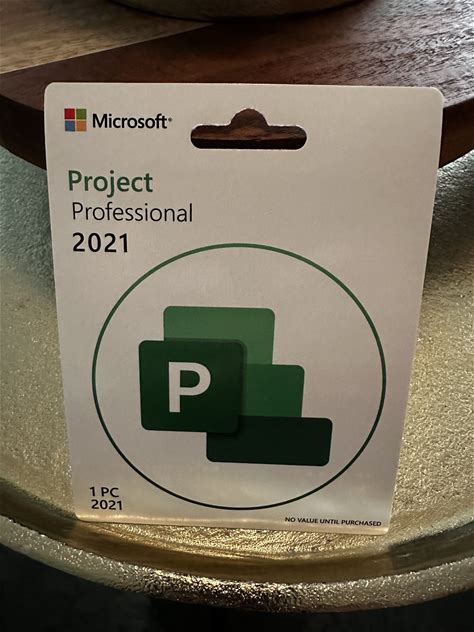 Microsoft®
Project
Professional
2021
P
1 PC
2021
NO VALUE UNTIL PURCHASED